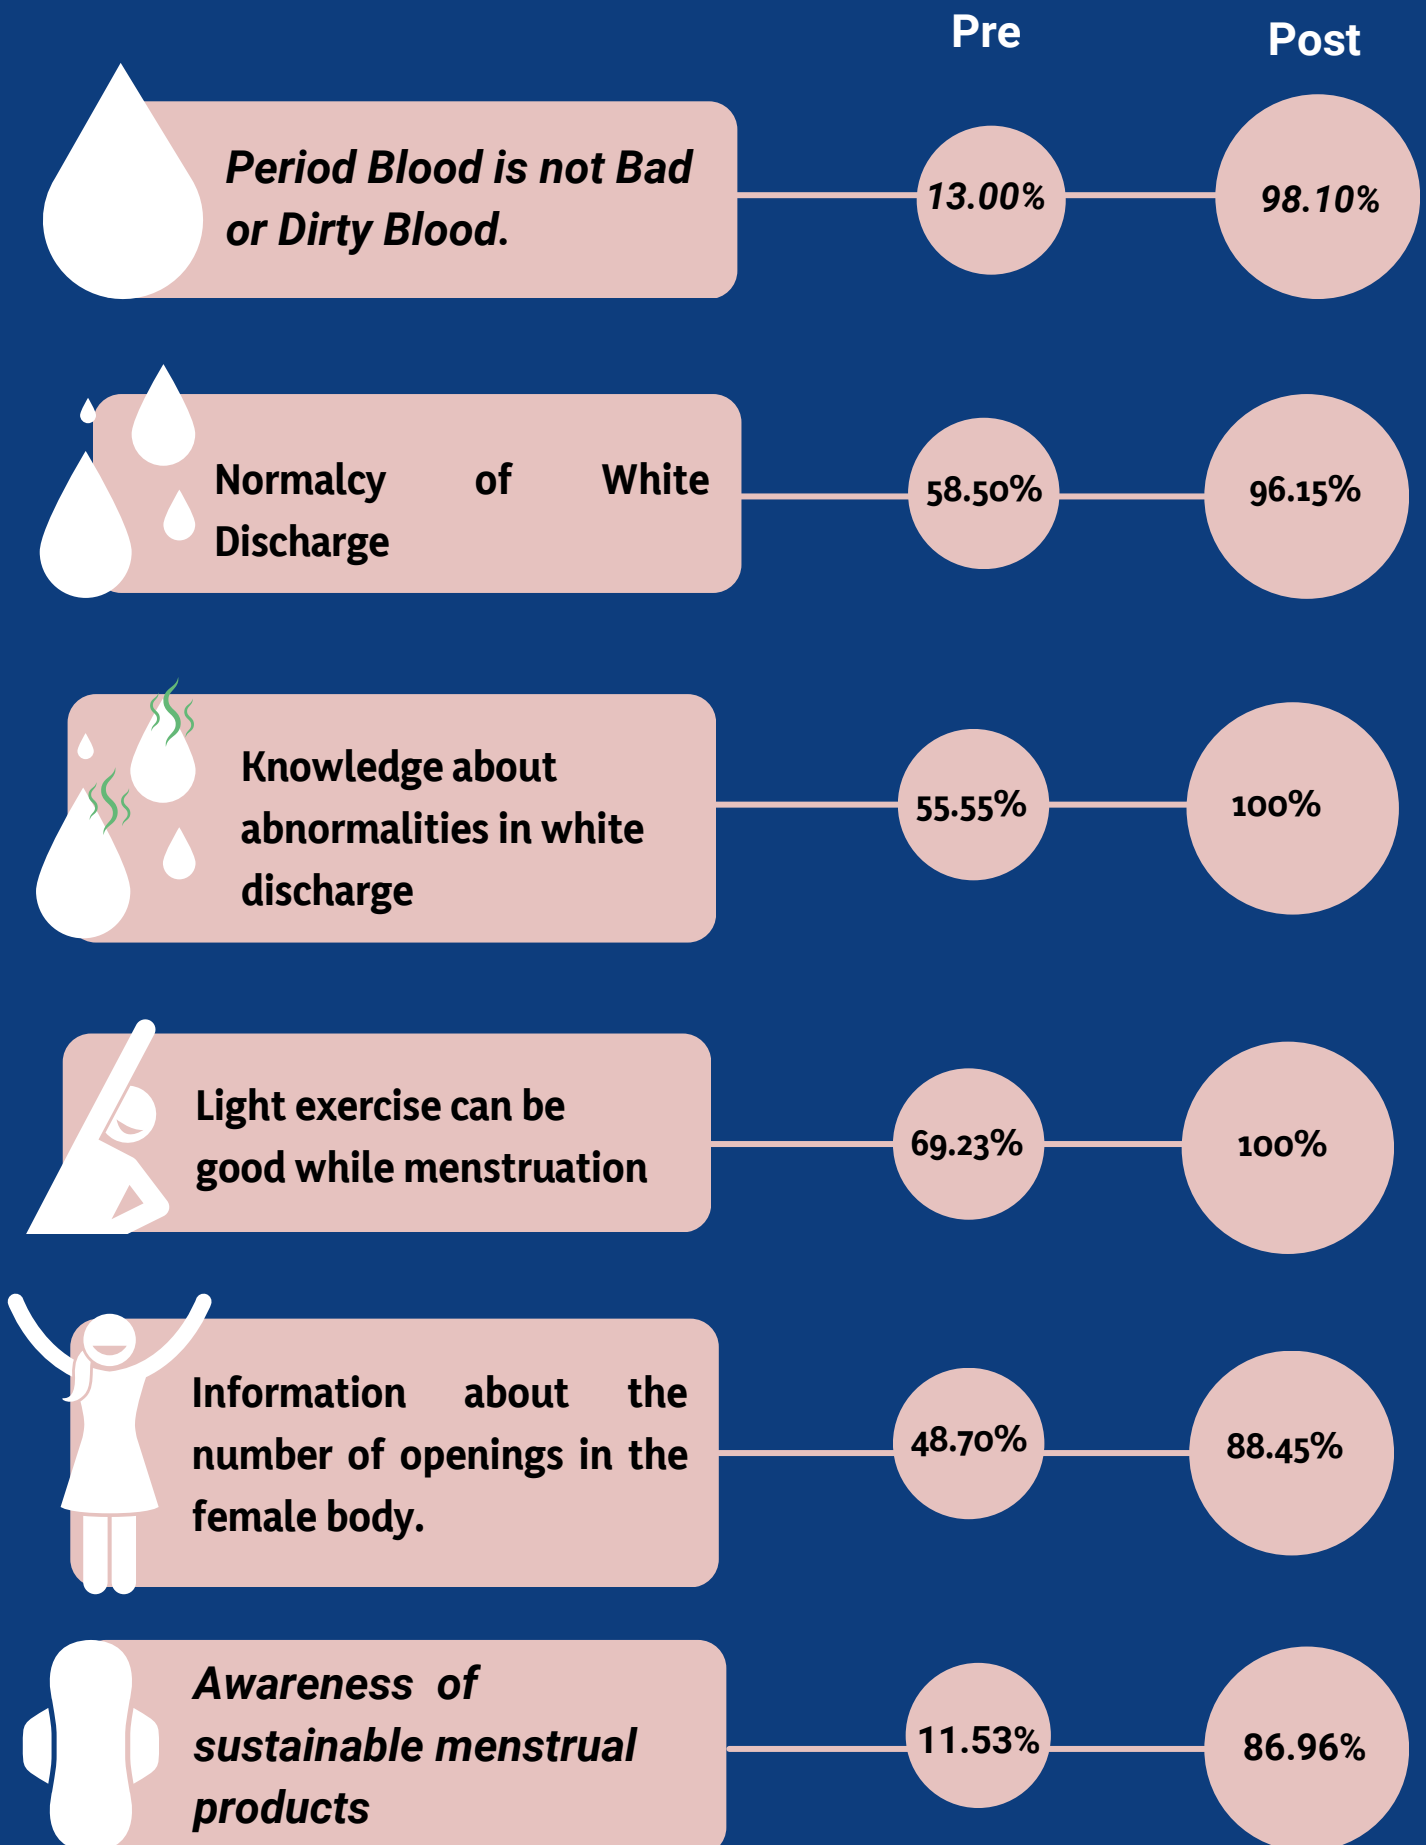 Pre Post
Period Blood is not Bad
or Dirty Blood.
13.00% 98.10%
Normalcy of White
Discharge
58.50% 96.15%
Knowledge about
abnormalities in white
discharge
55.55% 100%
Light exercise can be
good while menstruation
69.23% 100%
Information about the
number of openings in the
female body.
48.70% 88.45%
Awareness of
sustainable menstrual
products
11.53% 86.96%